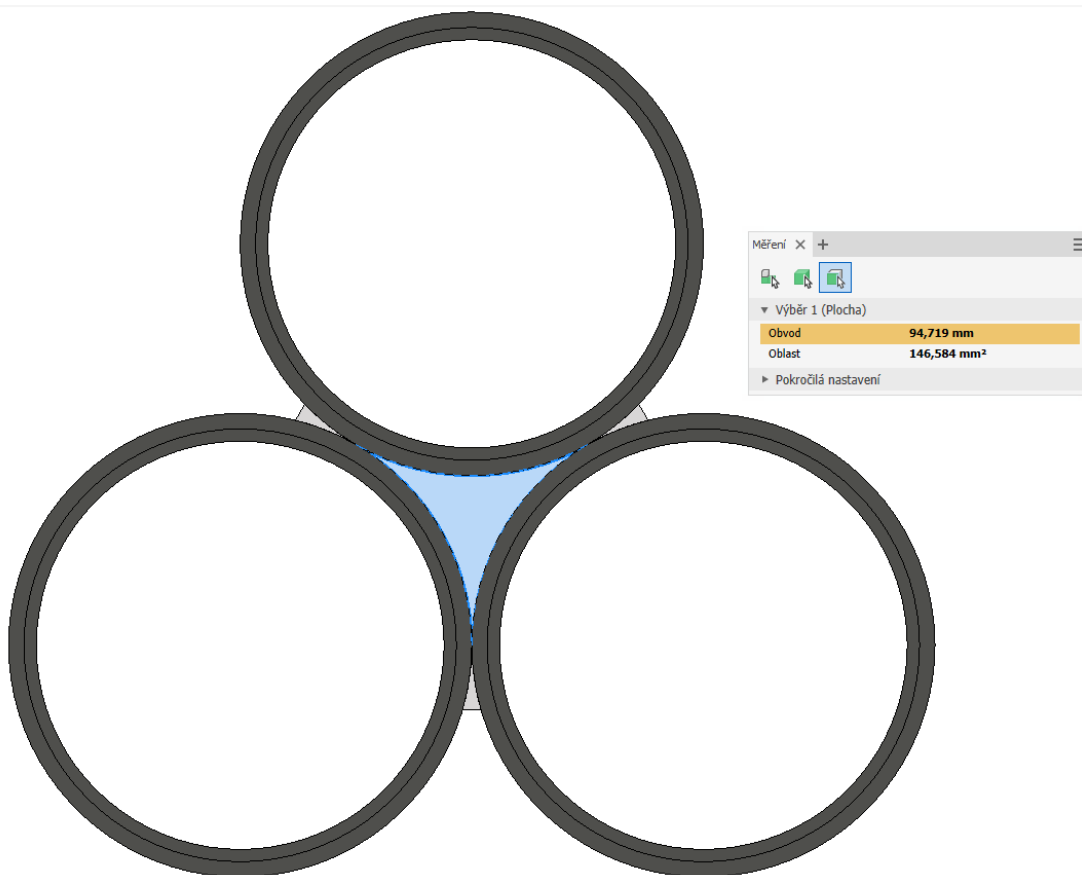 Měření
Výběr 1 (Plocha)
Obvod 94,719 mm
Oblast 146,584 mm²
Pokročilá nastavení